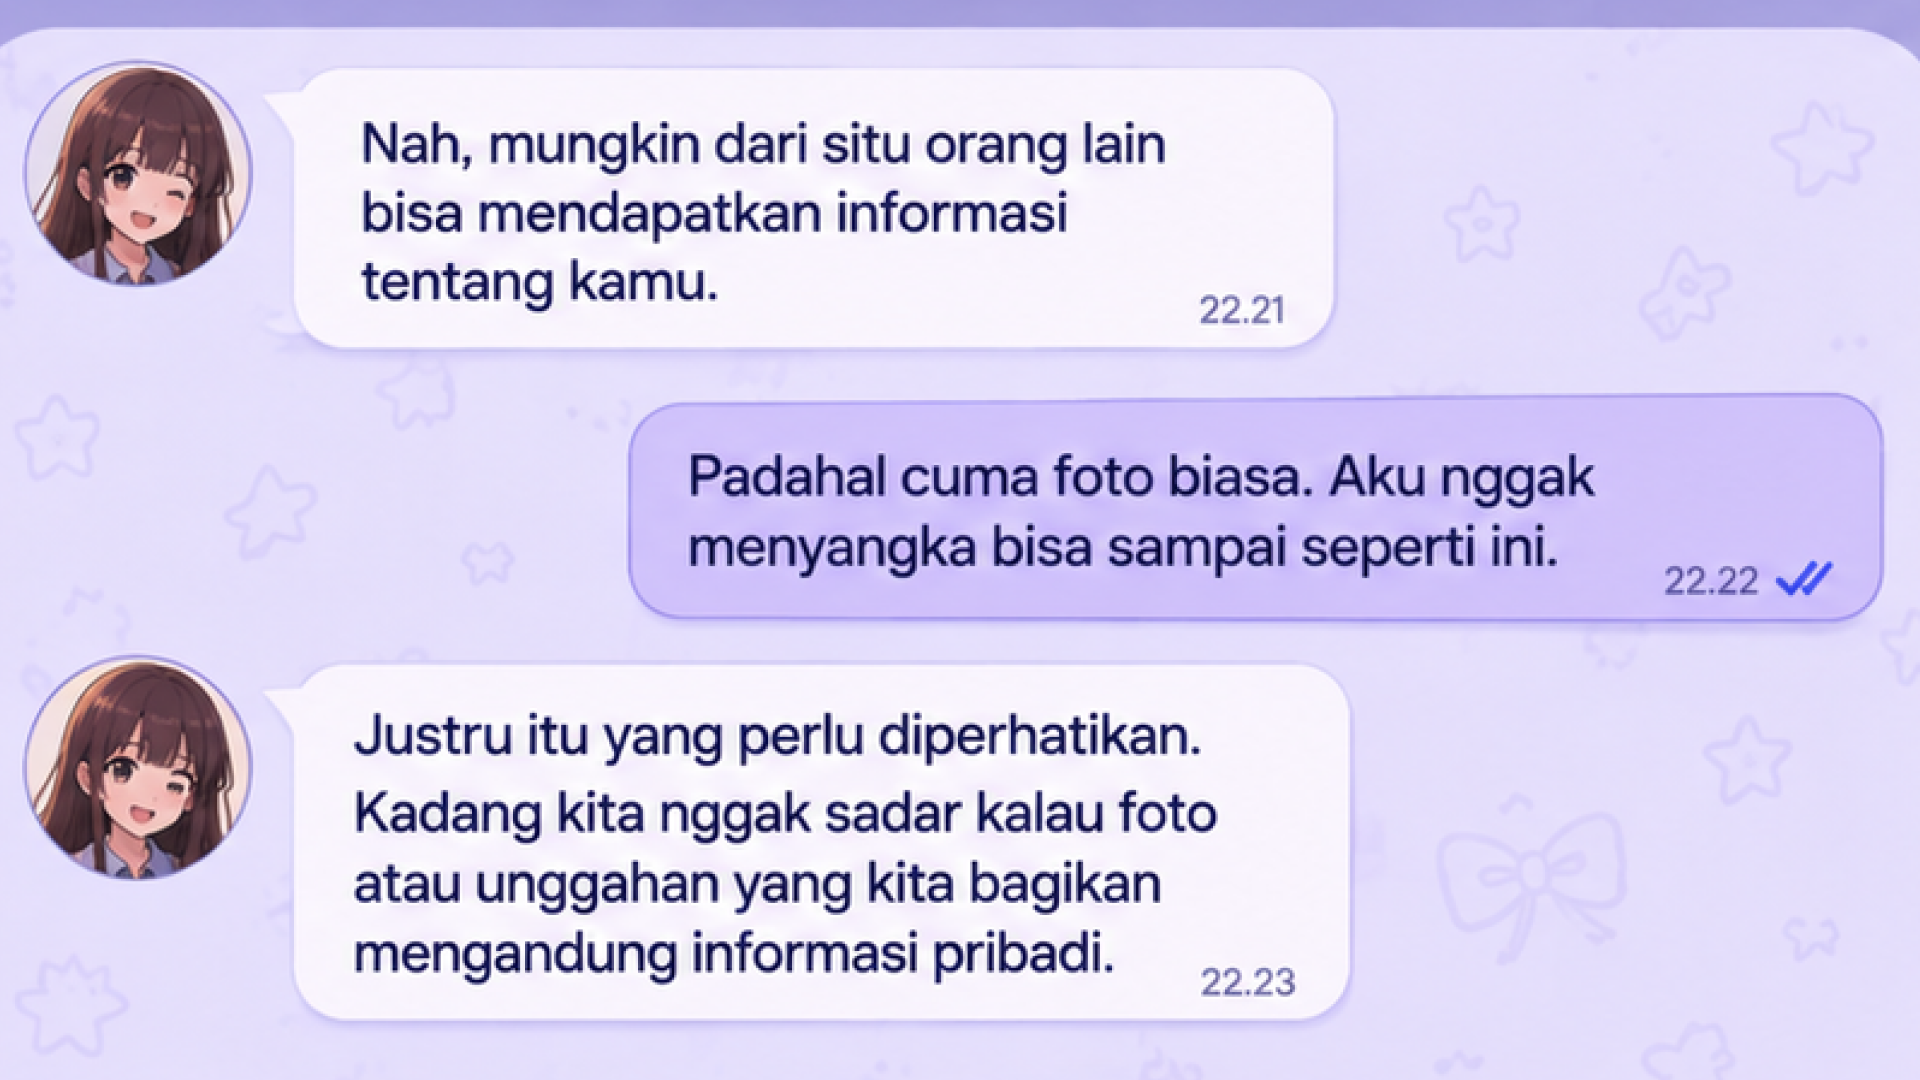 Nah, mungkin dari situ orang lain
bisa mendapatkan informasi
tentang kamu.
22.21
Padahal cuma foto biasa. Aku nggak
menyangka bisa sampai seperti ini.
22.22
Justru itu yang perlu diperhatikan.
Kadang kita nggak sadar kalau foto
atau unggahan yang kita bagikan
mengandung informasi pribadi.
22.23